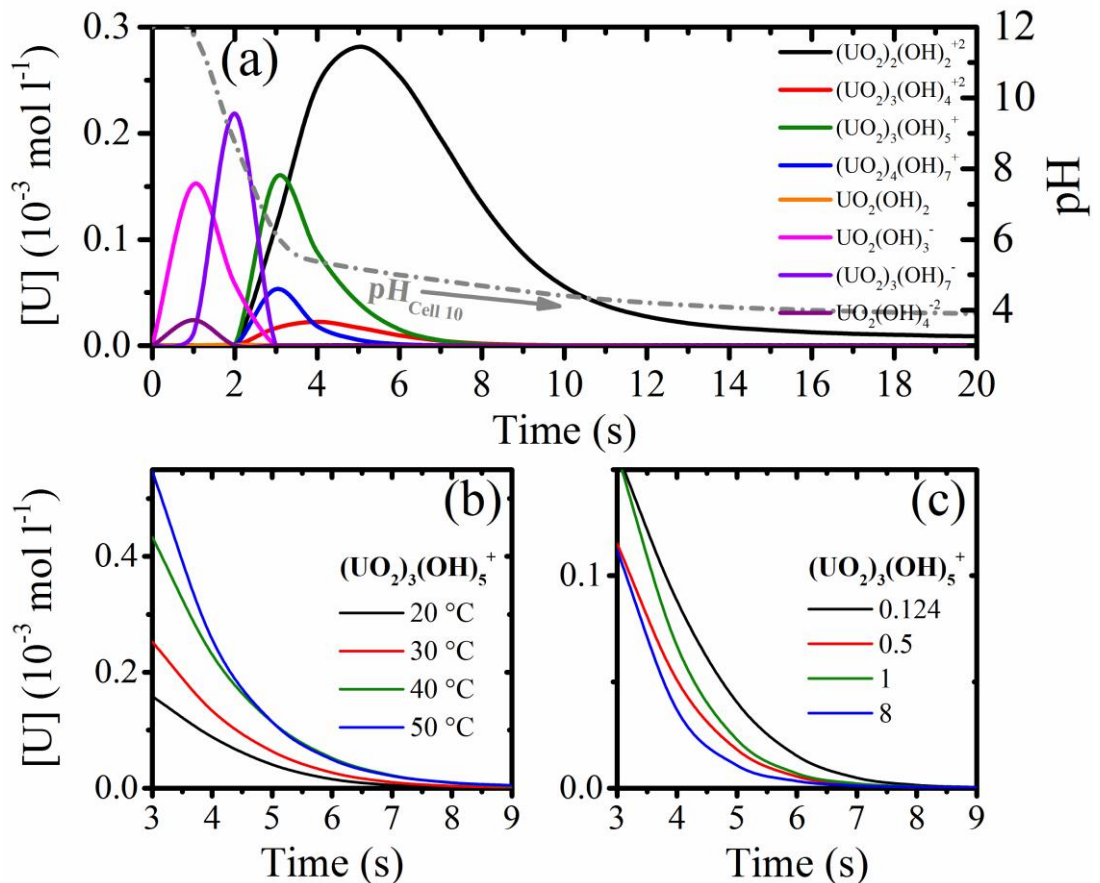 (a)
[U] (10⁻³ mol l⁻¹)
0.3
0.2
0.1
0.0
12
10
8
6
4
pH
(UO₂)₂(OH)₂⁺²
(UO₂)₃(OH)₄⁺²
(UO₂)₃(OH)₅⁺
(UO₂)₄(OH)₇⁺
UO₂(OH)₂
UO₂(OH)₃⁻
(UO₂)₃(OH)₇⁻
UO₂(OH)₄⁻²
pH_Cell 10
0 2 4 6 8 10 12 14 16 18 20
Time (s)
(b)
[U] (10⁻³ mol l⁻¹)
0.4
0.2
0.0
(UO₂)₃(OH)₅⁺
20 °C
30 °C
40 °C
50 °C
3 4 5 6 7 8 9
Time (s)
(c)
0.1
0.0
(UO₂)₃(OH)₅⁺
0.124
0.5
1
8
3 4 5 6 7 8 9
Time (s)